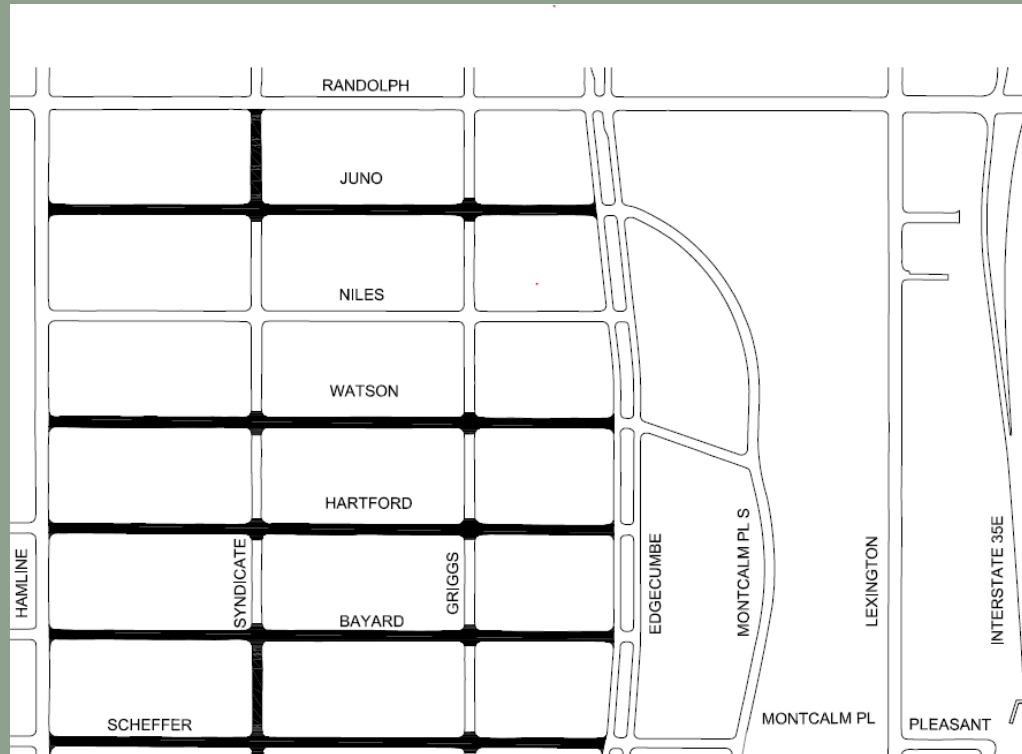 RANDOLPH
JUNO
NILES
WATSON
HARTFORD
HAMLINE
SYNDICATE
GRIGGS
EDGECUMBE
MONTCALM PL S
LEXINGTON
INTERSTATE 35E
BAYARD
SCHEFFER
MONTCALM PL
PLEASANT